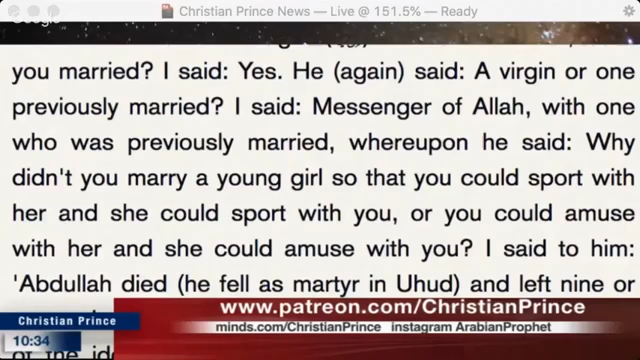 Christian Prince News — Live @ 151.5% — Ready
you married? I said: Yes. He (again) said: A virgin or one
previously married? I said: Messenger of Allah, with one
who was previously married, whereupon he said: Why
didn't you marry a young girl so that you could sport with
her and she could sport with you, or you could amuse
with her and she could amuse with you? I said to him:
'Abdullah died (he fell as martyr in Uhud) and left nine or
www.patreon.com/ChristianPrince
Christian Prince
minds.com/ChristianPrince instagram ArabianProphet
10:34
of the